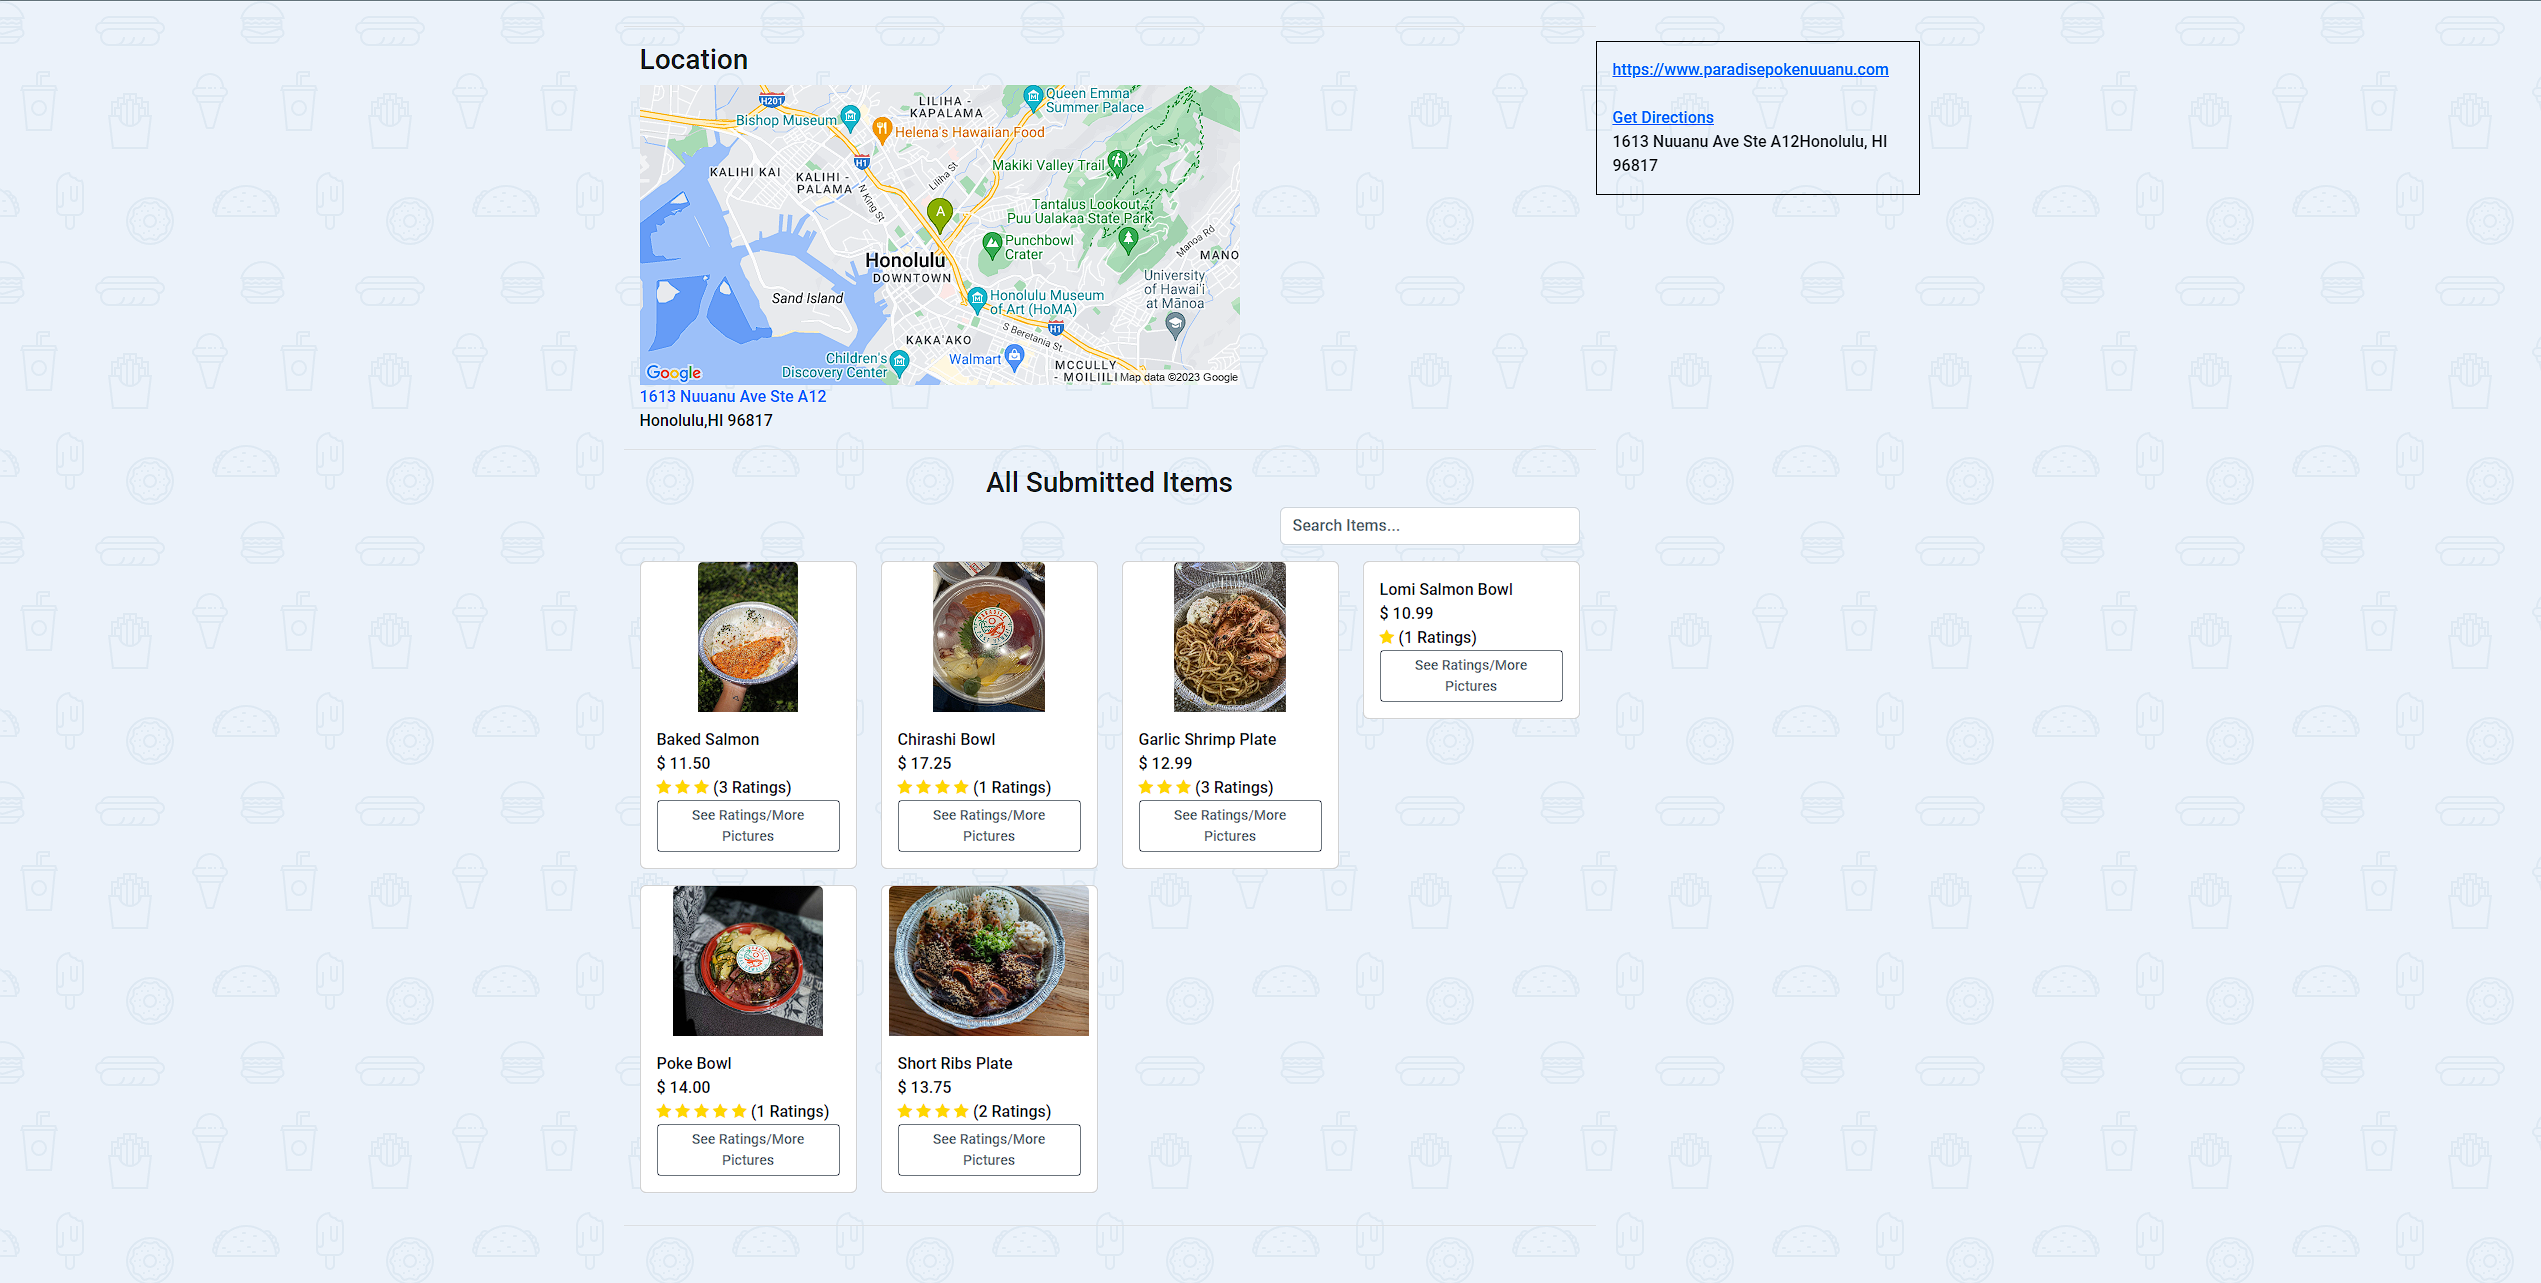 Location
H201
LILIHA -
KAPALAMA
Queen Emma
Summer Palace
Bishop Museum
Helena's Hawaiian Food
H1
Makiki Valley Trail
KALIHI KAI
KALIHI -
PALAMA
Liliha St
N King St
A
Tantalus Lookout -
Puu Ualakaa State Park
Punchbowl
Crater
Manoa Rd
MANO
Honolulu
DOWNTOWN
University
of Hawai'i
at Mānoa
Sand Island
Honolulu Museum
of Art (HoMA)
S Beretania St
H1
KAKA'AKO
Children's
Discovery Center
Walmart
MCCULLY
- MOILIILI
Google
Map data ©2023 Google
1613 Nuuanu Ave Ste A12
Honolulu,HI 96817
https://www.paradisepokenuuanu.com
Get Directions
1613 Nuuanu Ave Ste A12Honolulu, HI
96817
All Submitted Items
Search Items...
Baked Salmon
$ 11.50
(3 Ratings)
See Ratings/More
Pictures
Chirashi Bowl
$ 17.25
(1 Ratings)
See Ratings/More
Pictures
Garlic Shrimp Plate
$ 12.99
(3 Ratings)
See Ratings/More
Pictures
Lomi Salmon Bowl
$ 10.99
(1 Ratings)
See Ratings/More
Pictures
Poke Bowl
$ 14.00
(1 Ratings)
See Ratings/More
Pictures
Short Ribs Plate
$ 13.75
(2 Ratings)
See Ratings/More
Pictures